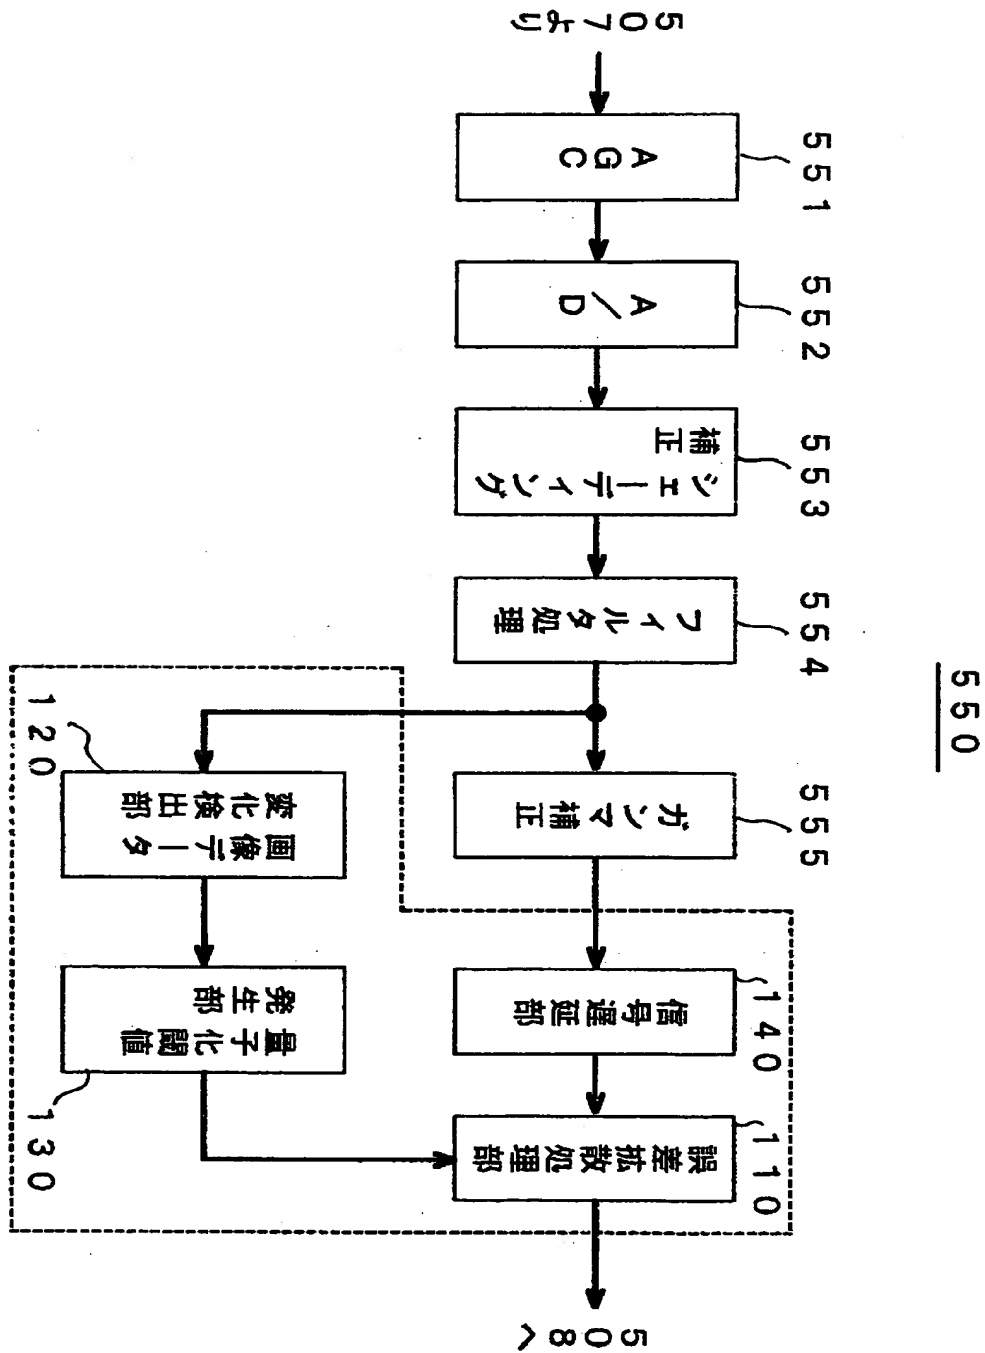 550
551
552
553
554
555
140
110
507より
AGC
A/D
シェーディング
補正
フィルタ処理
ガンマ補正
信号遅延部
誤差拡散処理部
508へ
画像データ
変化検出部
量子化閾値
発生部
120
130